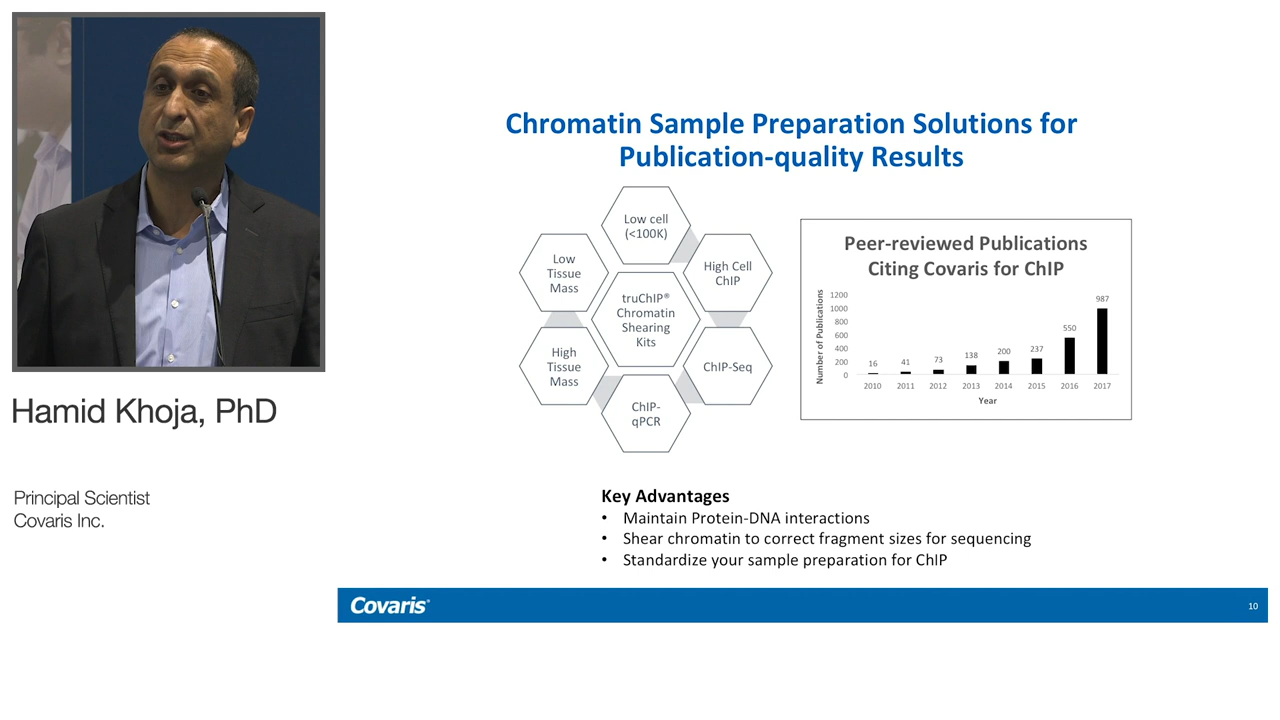 Chromatin Sample Preparation Solutions for
Publication-quality Results
Low cell
(<100K)
Low
Tissue
Mass
High Cell
ChIP
truChIP®
Chromatin
Shearing
Kits
High
Tissue
Mass
ChIP-Seq
ChIP-
qPCR
Peer-reviewed Publications
Citing Covaris for ChIP
Number of Publications
1200
1000
800
600
400
200
0
16
41
73
138
200
237
550
987
2010 2011 2012 2013 2014 2015 2016 2017
Year
Hamid Khoja, PhD
Principal Scientist
Covaris Inc.
Key Advantages
• Maintain Protein-DNA interactions
• Shear chromatin to correct fragment sizes for sequencing
• Standardize your sample preparation for ChIP
Covaris
10